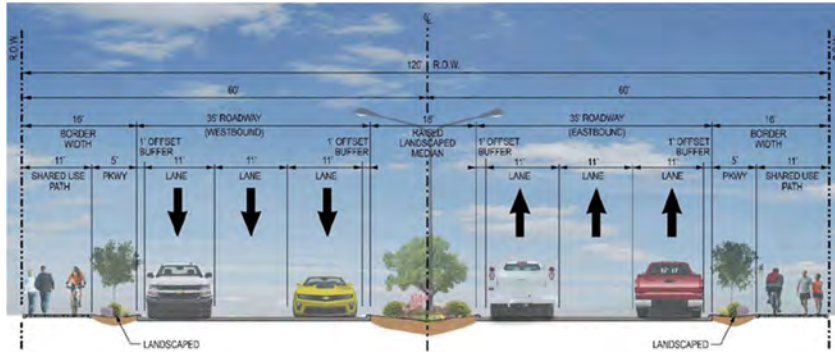 ℄
R.O.W.
120' R.O.W.
60' 60'
16' 35' ROADWAY 16' 35' ROADWAY 16'
BORDER WIDTH (WESTBOUND) RAISED LANDSCAPED MEDIAN (EASTBOUND) BORDER WIDTH
1' OFFSET BUFFER 1' OFFSET BUFFER 1' OFFSET BUFFER 1' OFFSET BUFFER
11' 5' 11' 11' 11' 11' 11' 11' 5' 11'
SHARED USE PATH PKWY LANE LANE LANE LANE LANE LANE PKWY SHARED USE PATH
LANDSCAPED LANDSCAPED